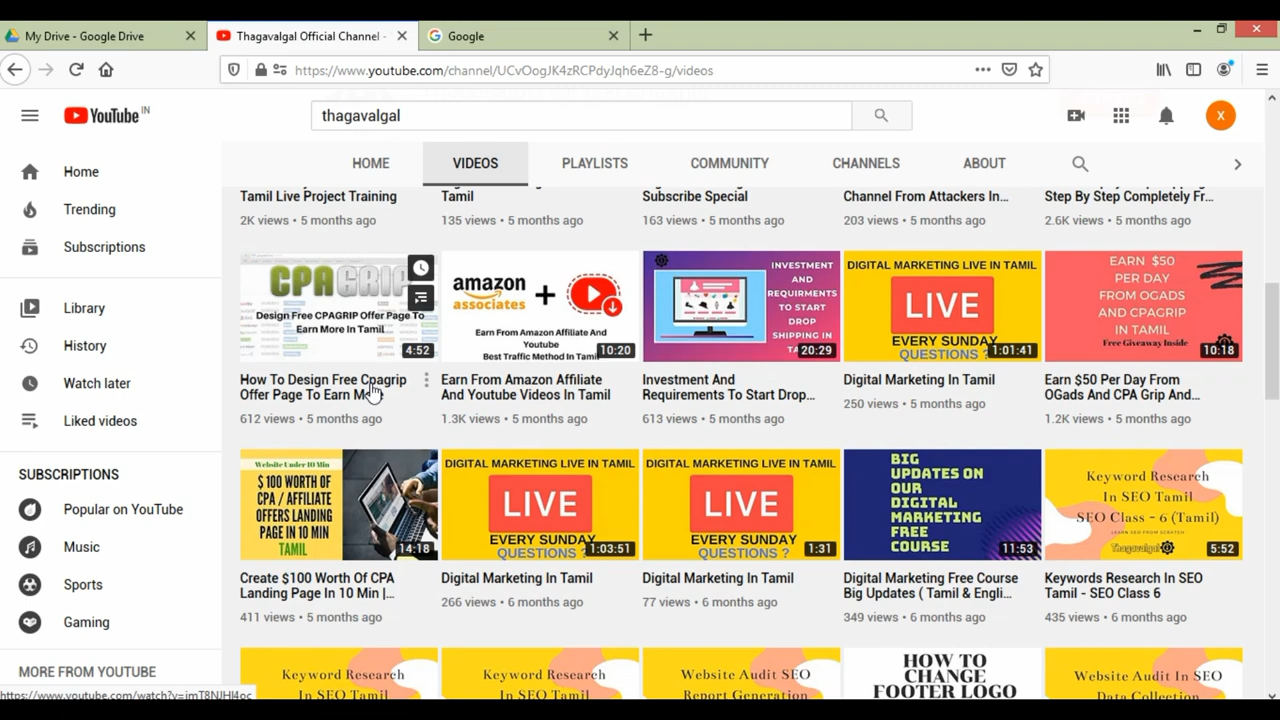 My Drive - Google Drive
Thagavalgal Official Channel -
Google
https://www.youtube.com/channel/UCvOogJK4zRCPdyJqh6eZ8-g/videos
YouTube IN
thagavalgal
X
HOME VIDEOS PLAYLISTS COMMUNITY CHANNELS ABOUT
Home
Trending
Subscriptions
Library
History
Watch later
Liked videos
SUBSCRIPTIONS
Popular on YouTube
Music
Sports
Gaming
MORE FROM YOUTUBE
Tamil Live Project Training
2K views • 5 months ago
Tamil
135 views • 5 months ago
Subscribe Special
163 views • 5 months ago
Channel From Attackers In...
203 views • 5 months ago
Step By Step Completely Fr...
2.6K views • 5 months ago
CPAGRIP
Design Free CPAGRIP Offer Page To
Earn More In Tamil
4:52
How To Design Free Cpagrip
Offer Page To Earn More
612 views • 5 months ago
amazon
associates
+
Earn From Amazon Affiliate And
Youtube
Best Traffic Method In Tamil
10:20
Earn From Amazon Affiliate
And Youtube Videos In Tamil
1.3K views • 5 months ago
INVESTMENT
AND
REQUIRMENTS
TO START
DROP
SHIPPING IN
20:29
Investment And
Requirements To Start Drop...
613 views • 5 months ago
DIGITAL MARKETING LIVE IN TAMIL
LIVE
EVERY SUNDAY
QUESTIONS ?
1:01:41
Digital Marketing In Tamil
250 views • 5 months ago
EARN $50
PER DAY
FROM OGADS
AND CPAGRIP
IN TAMIL
Free Giveaway Inside
10:18
Earn $50 Per Day From
OGads And CPA Grip And...
1.2K views • 5 months ago
Website Under 10 Min
$ 100 WORTH OF
CPA / AFFILIATE
OFFERS LANDING
PAGE IN 10 MIN
TAMIL
14:18
Create $100 Worth Of CPA
Landing Page In 10 Min |...
411 views • 5 months ago
DIGITAL MARKETING LIVE IN TAMIL
LIVE
EVERY SUNDAY
QUESTIONS ?
1:03:51
Digital Marketing In Tamil
266 views • 6 months ago
DIGITAL MARKETING LIVE IN TAMIL
LIVE
EVERY SUNDAY
QUESTIONS ?
1:31
Digital Marketing In Tamil
77 views • 6 months ago
BIG
UPDATES ON
OUR
DIGITAL
MARKETING
FREE
COURSE
11:53
Digital Marketing Free Course
Big Updates ( Tamil & Engli...
349 views • 6 months ago
Keyword Research
In SEO Tamil
SEO Class - 6 (Tamil)
LEARN SEO FROM SCRATCH
Thagavalgal
5:52
Keywords Research In SEO
Tamil - SEO Class 6
435 views • 6 months ago
Keyword Research
In SEO Tamil
Keyword Research
In SEO Tamil
Website Audit SEO
Report Generation
HOW TO
CHANGE
FOOTER LOGO
Website Audit In SEO
Data Collection